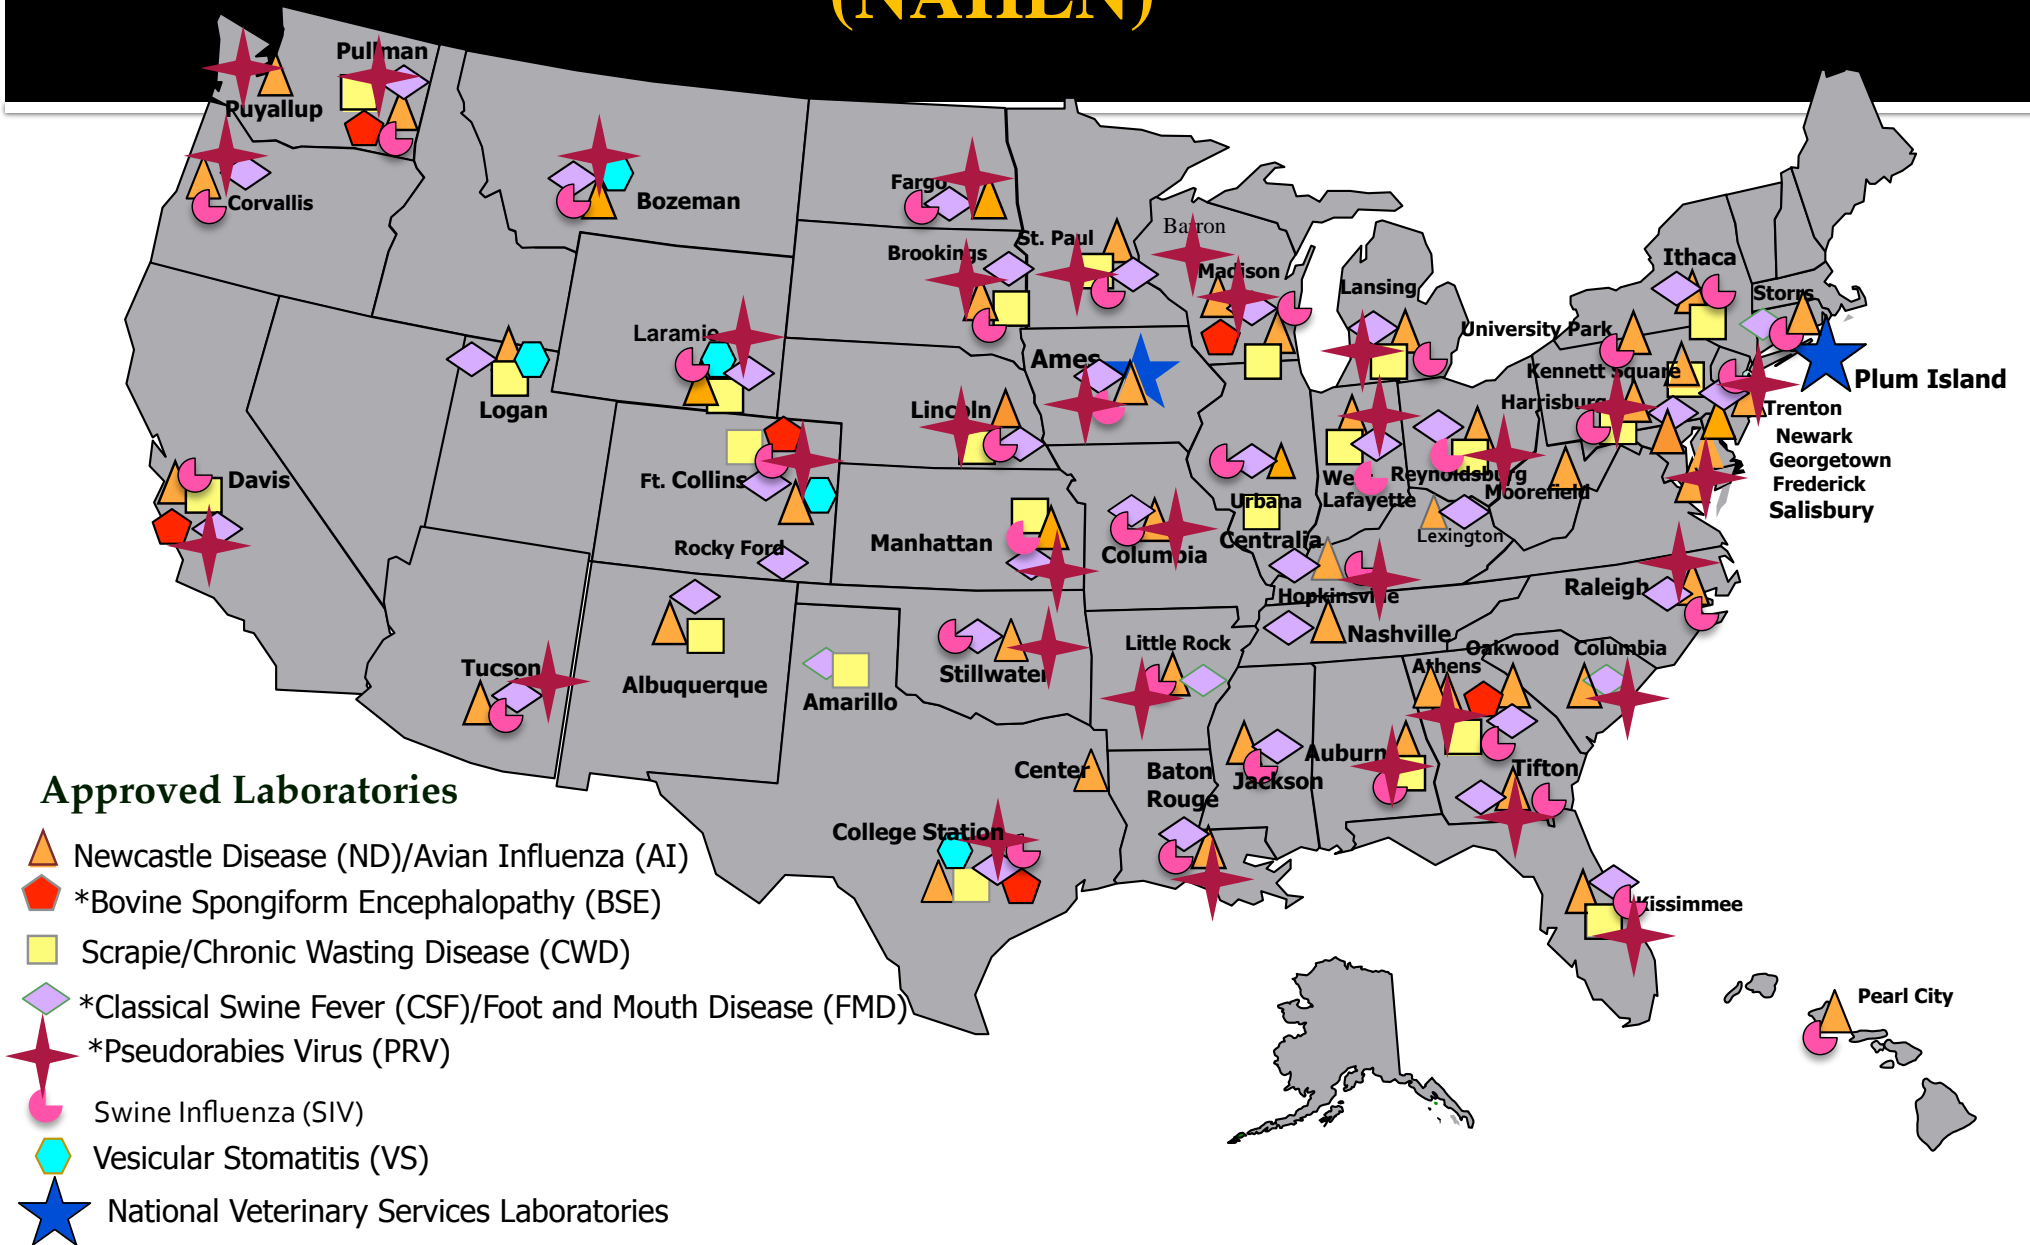 (NAHLN)
Pullman
Puyallup
Corvallis
Bozeman
Fargo
Brookings
St. Paul
Barron
Madison
Lansing
Ithaca
Storrs
University Park
Kennett Square
Harrisburg
Plum Island
Trenton
Newark
Georgetown
Frederick
Salisbury
Laramie
Logan
Ames
Lincoln
Davis
Ft. Collins
Rocky Ford
Manhattan
Columbia
Urbana
Centralia
West
Lafayette
Reynoldsburg
Moorefield
Lexington
Hopkinsville
Nashville
Raleigh
Tucson
Albuquerque
Amarillo
Stillwater
Little Rock
Athens
Oakwood
Columbia
Center
Baton
Rouge
Jackson
Auburn
Tifton
College Station
Kissimmee
Pearl City
Approved Laboratories
Newcastle Disease (ND)/Avian Influenza (AI)
*Bovine Spongiform Encephalopathy (BSE)
Scrapie/Chronic Wasting Disease (CWD)
*Classical Swine Fever (CSF)/Foot and Mouth Disease (FMD)
*Pseudorabies Virus (PRV)
Swine Influenza (SIV)
Vesicular Stomatitis (VS)
National Veterinary Services Laboratories